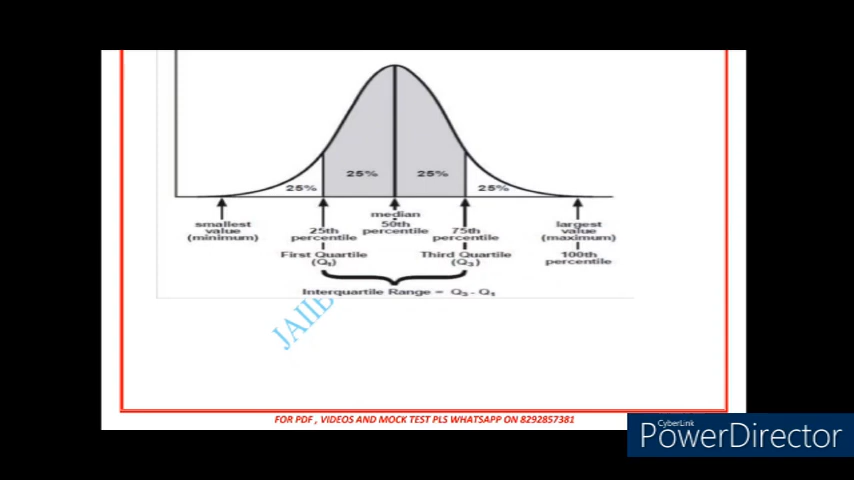 25%
25%
25%
25%
smallest
value
(minimum)
25th
percentile
First Quartile
(Q₁)
median
50th
percentile
75th
percentile
Third Quartile
(Q₃)
largest
value
(maximum)
100th
percentile
Interquartile Range = Q₃ - Q₁
JAIIB
FOR PDF , VIDEOS AND MOCK TEST PLS WHATSAPP ON 8292857381
CyberLink
PowerDirector